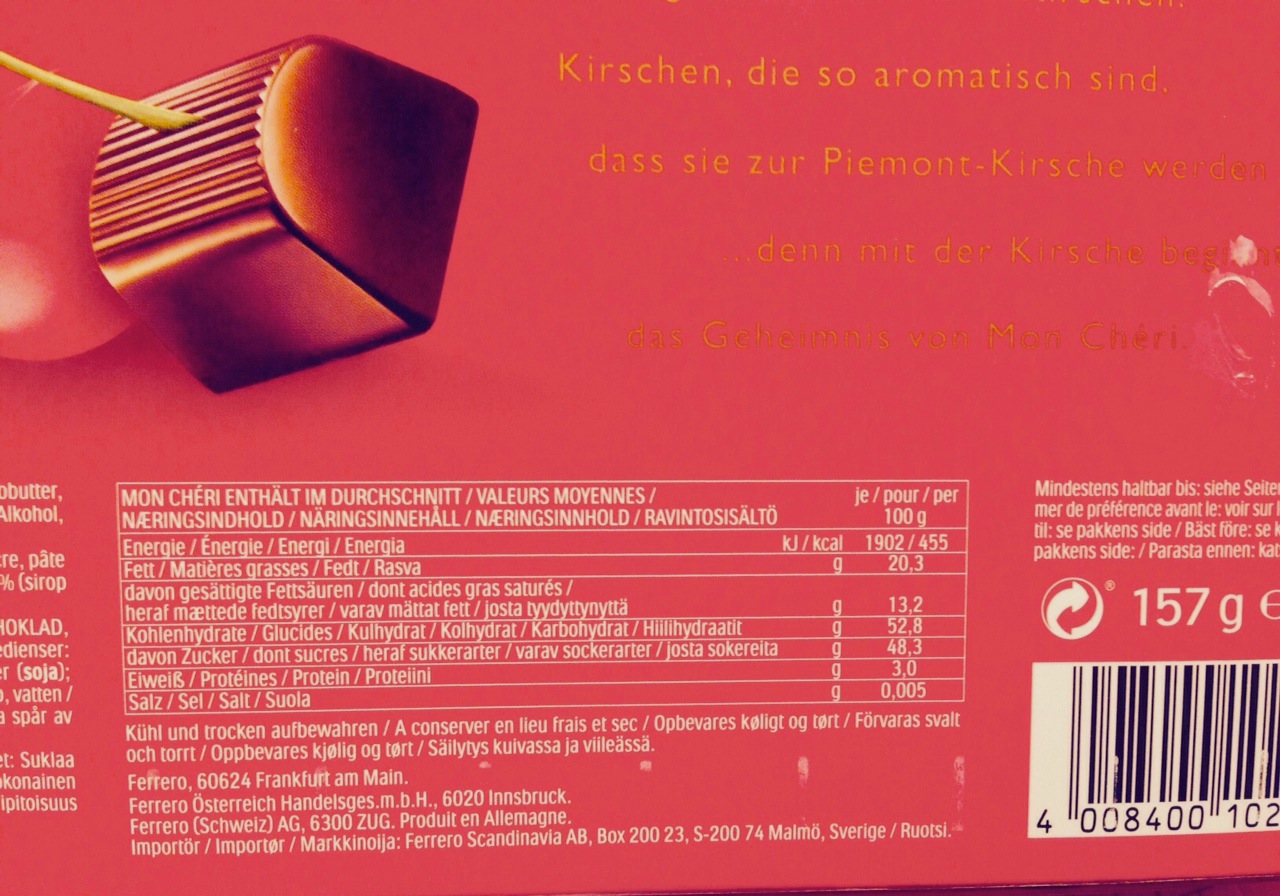 Kirschen, die so aromatisch sind,
dass sie zur Piemont-Kirsche werden
...denn mit der Kirsche
das Geheimnis von Mon Chéri.
obutter,
Alkohol,
re, pâte
% (sirop
HOKLAD,
edienser:
er (soja);
o, vatten /
a spår av
et: Suklaa
okonainen
ipitoisuus
MON CHÉRI ENTHÄLT IM DURCHSCHNITT / VALEURS MOYENNES / je / pour / per
NÆRINGSINDHOLD / NÄRINGSINNEHÅLL / NÆRINGSINNHOLD / RAVINTOSISÄLTÖ 100 g
Energie / Énergie / Energi / Energia kJ / kcal 1902 / 455
Fett / Matières grasses / Fedt / Rasva g 20,3
davon gesättigte Fettsäuren / dont acides gras saturés /
heraf mættede fedtsyrer / varav mättat fett / josta tyydyttynyttä g 13,2
Kohlenhydrate / Glucides / Kulhydrat / Kolhydrat / Karbohydrat / Hiilihydraatit g 52,8
davon Zucker / dont sucres / heraf sukkerarter / varav sockerarter / josta sokereita g 48,3
Eiweiß / Protéines / Protein / Proteiini g 3,0
Salz / Sel / Salt / Suola g 0,005
Kühl und trocken aufbewahren / A conserver en lieu frais et sec / Opbevares køligt og tørt / Förvaras svalt
och torrt / Oppbevares kjølig og tørt / Säilytys kuivassa ja viileässä.
Ferrero, 60624 Frankfurt am Main.
Ferrero Österreich Handelsges.m.b.H., 6020 Innsbruck.
Ferrero (Schweiz) AG, 6300 ZUG. Produit en Allemagne.
Importör / Importør / Markkinoija: Ferrero Scandinavia AB, Box 200 23, S-200 74 Malmö, Sverige / Ruotsi.
Mindestens haltbar bis: siehe Seite
mer de préférence avant le: voir sur
til: se pakkens side / Bäst före: se
pakkens side: / Parasta ennen:
® 157 g e
4 008400 102